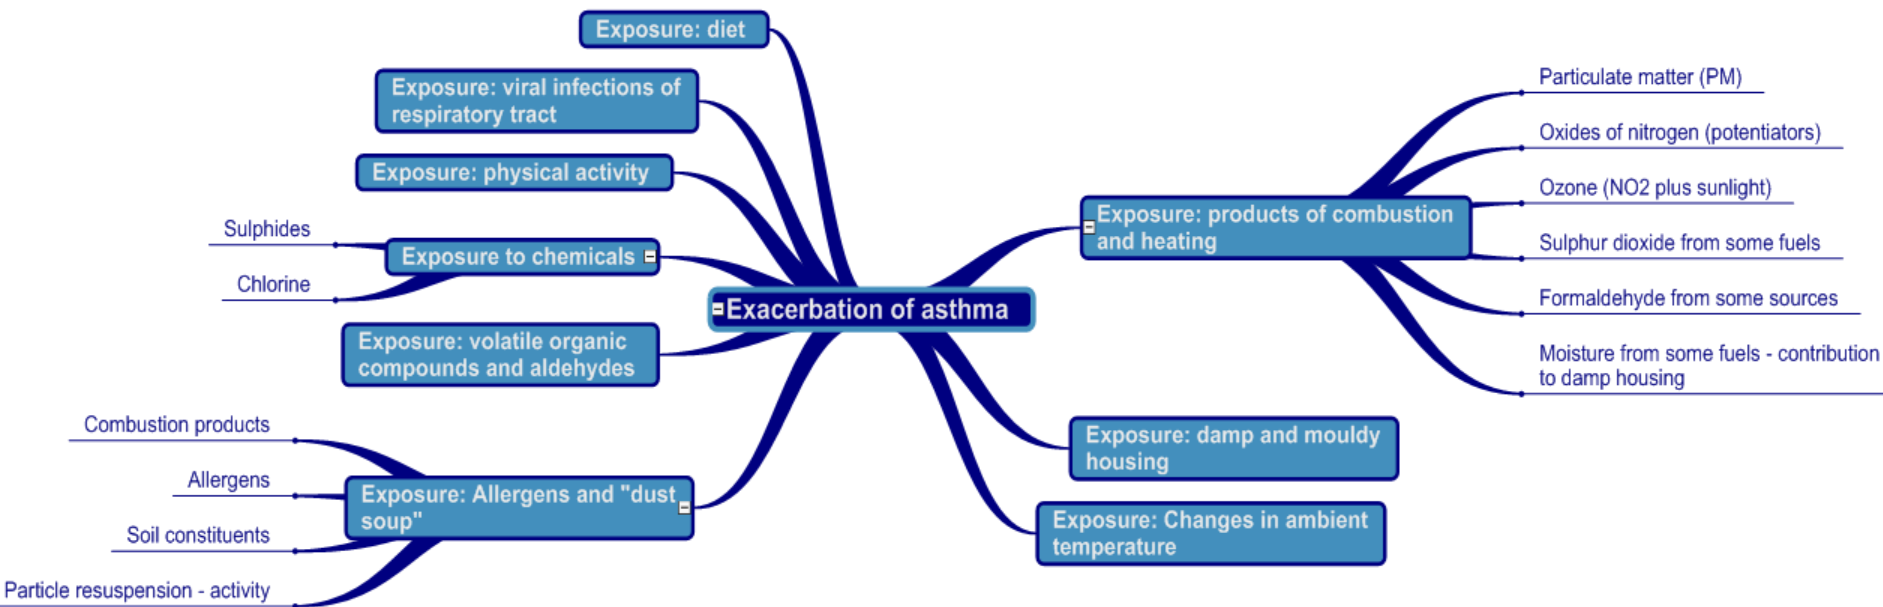 Exposure: diet
Exposure: viral infections of
respiratory tract
Exposure: physical activity
Sulphides
Exposure to chemicals
Chlorine
Exposure: volatile organic
compounds and aldehydes
Combustion products
Allergens
Exposure: Allergens and "dust
soup"
Soil constituents
Particle resuspension - activity
Exacerbation of asthma
Exposure: products of combustion
and heating
Particulate matter (PM)
Oxides of nitrogen (potentiators)
Ozone (NO2 plus sunlight)
Sulphur dioxide from some fuels
Formaldehyde from some sources
Moisture from some fuels - contribution
to damp housing
Exposure: damp and mouldy
housing
Exposure: Changes in ambient
temperature